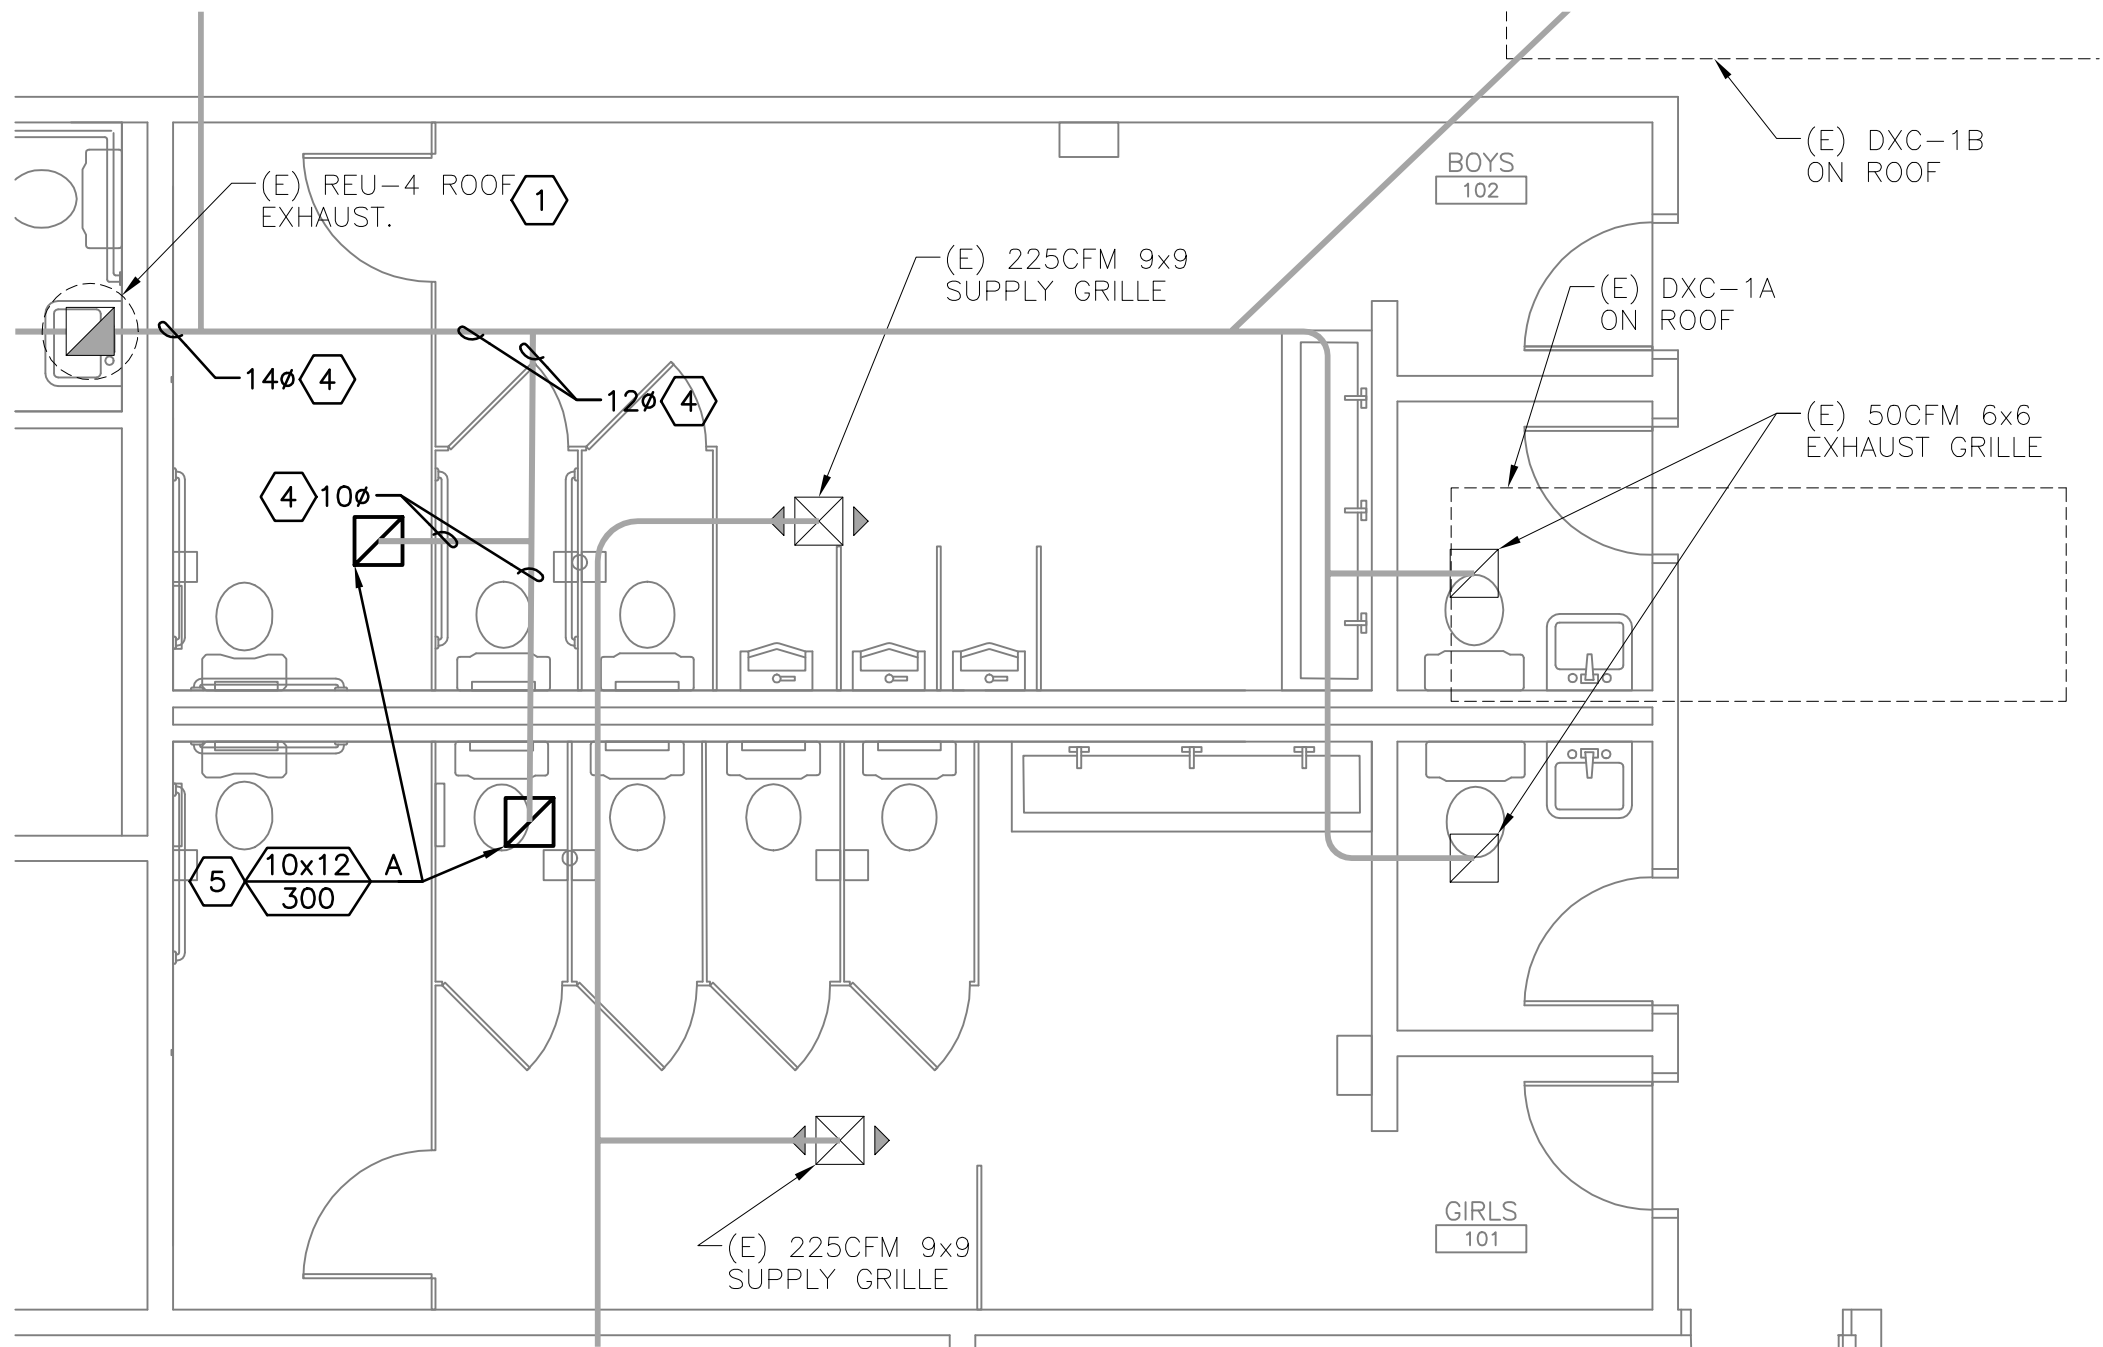 (E) DXC-1B
ON ROOF
BOYS
102
(E) REU-4 ROOF
EXHAUST.
1
(E) 225CFM 9x9
SUPPLY GRILLE
(E) DXC-1A
ON ROOF
14ø 4
12ø 4
(E) 50CFM 6x6
EXHAUST GRILLE
4 10ø
5 10x12 A
300
GIRLS
101
(E) 225CFM 9x9
SUPPLY GRILLE